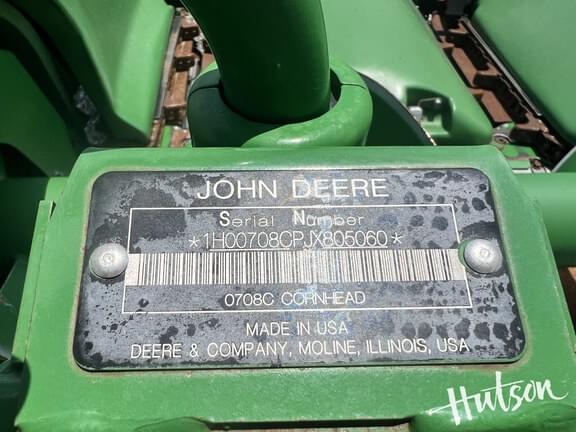 JOHN DEERE
Serial Number
*1H00708CPJX805060*
0708C CORNHEAD
MADE IN USA
DEERE & COMPANY, MOLINE, ILLINOIS, USA
Hutson